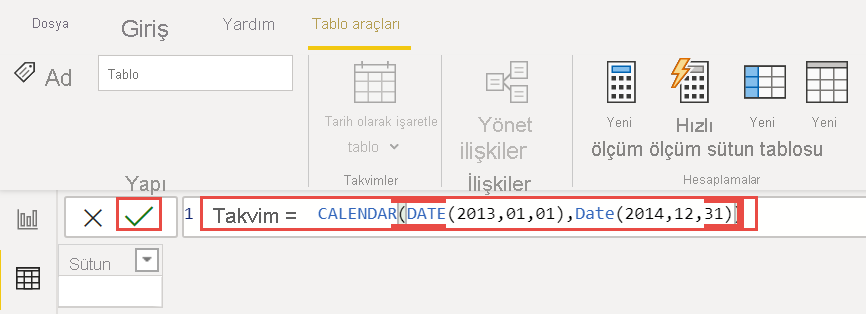 Dosya Giriş Yardım Tablo araçları
Ad Tablo
Tarih olarak işaretle
tablo
Yönet
ilişkiler
Yeni Hızlı Yeni Yeni
ölçüm ölçüm sütun tablosu
Yapı Takvimler İlişkiler Hesaplamalar
1 Takvim = CALENDAR(DATE(2013,01,01),Date(2014,12,31)
Sütun